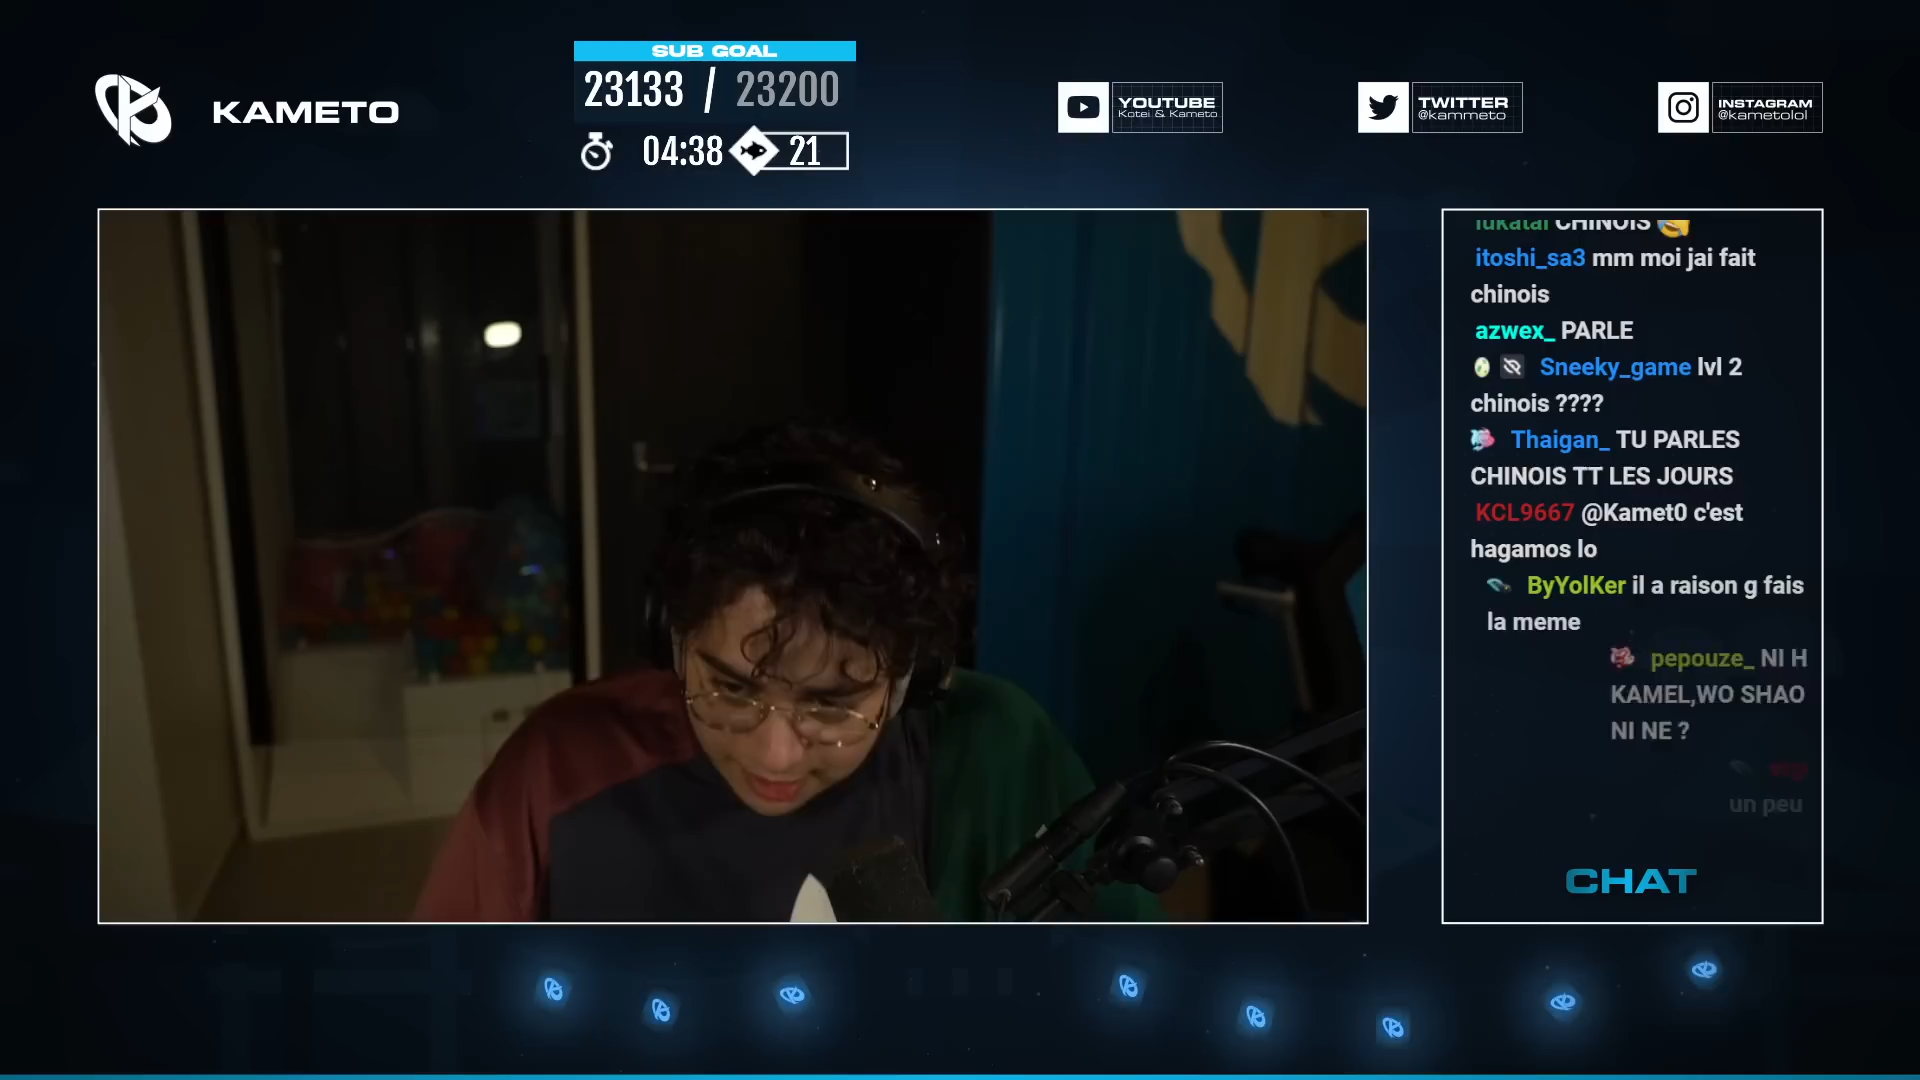 KAMETO
SUB GOAL
23133 / 23200
04:38
21
YOUTUBE
Kotei & Kameto
TWITTER
@kammeto
INSTAGRAM
@kametolol
CHINOIS
itoshi_sa3 mm moi jai fait
chinois
azwex_ PARLE
Sneeky_game lvl 2
chinois ????
Thaigan_ TU PARLES
CHINOIS TT LES JOURS
KCL9667 @Kamet0 c'est
hagamos lo
ByYolKer il a raison g fais
la meme
pepouze_ NI H
KAMEL,WO SHAO
NI NE ?
un peu
CHAT